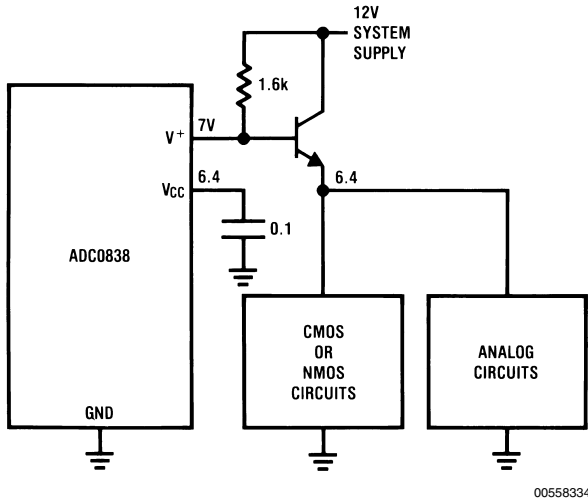 12V
SYSTEM
SUPPLY
1.6k
V+
7V
VCC
6.4
6.4
0.1
ADC0838
CMOS
OR
NMOS
CIRCUITS
ANALOG
CIRCUITS
GND
00558334